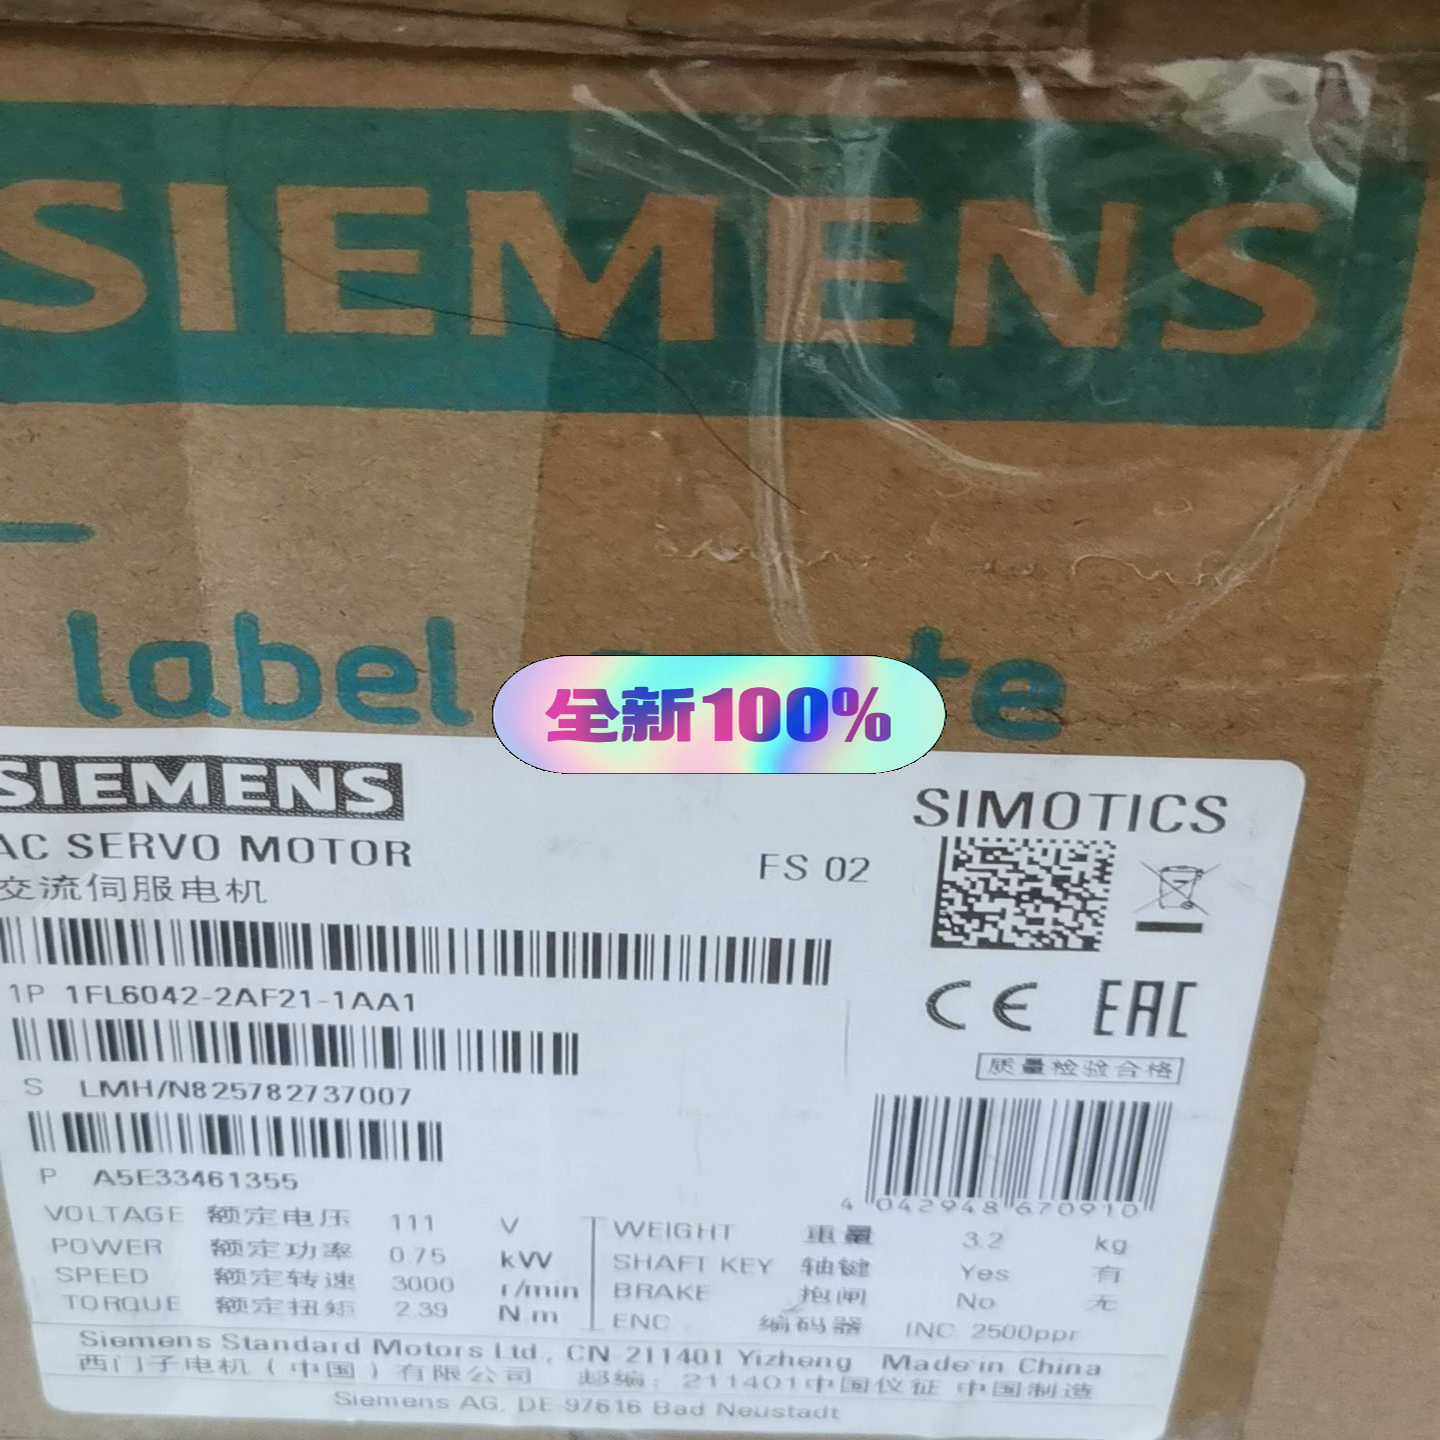 SIEMENS
label
全新100%
te
SIEMENS
SIMOTICS
AC SERVO MOTOR
FS 02
交流伺服电机
1P 1FL6042-2AF21-1AA1
CE EAC
质量检验合格
S LMH/N825782737007
P A5E33461355
4 042948 670910
VOLTAGE 额定电压 111 V
POWER 额定功率 0.75 kW
SPEED 额定转速 3000 r/min
TORQUE 额定扭矩 2.39 N.m
WEIGHT 重量 3.2 kg
SHAFT KEY 轴键 Yes 有
BRAKE 抱闸 No 无
ENC 编码器 INC 2500ppr
Siemens Standard Motors Ltd., CN-211401 Yizheng Made in China
西门子电机（中国）有限公司 邮编：211401中国仪征 中国制造
Siemens AG, DE-97616 Bad Neustadt